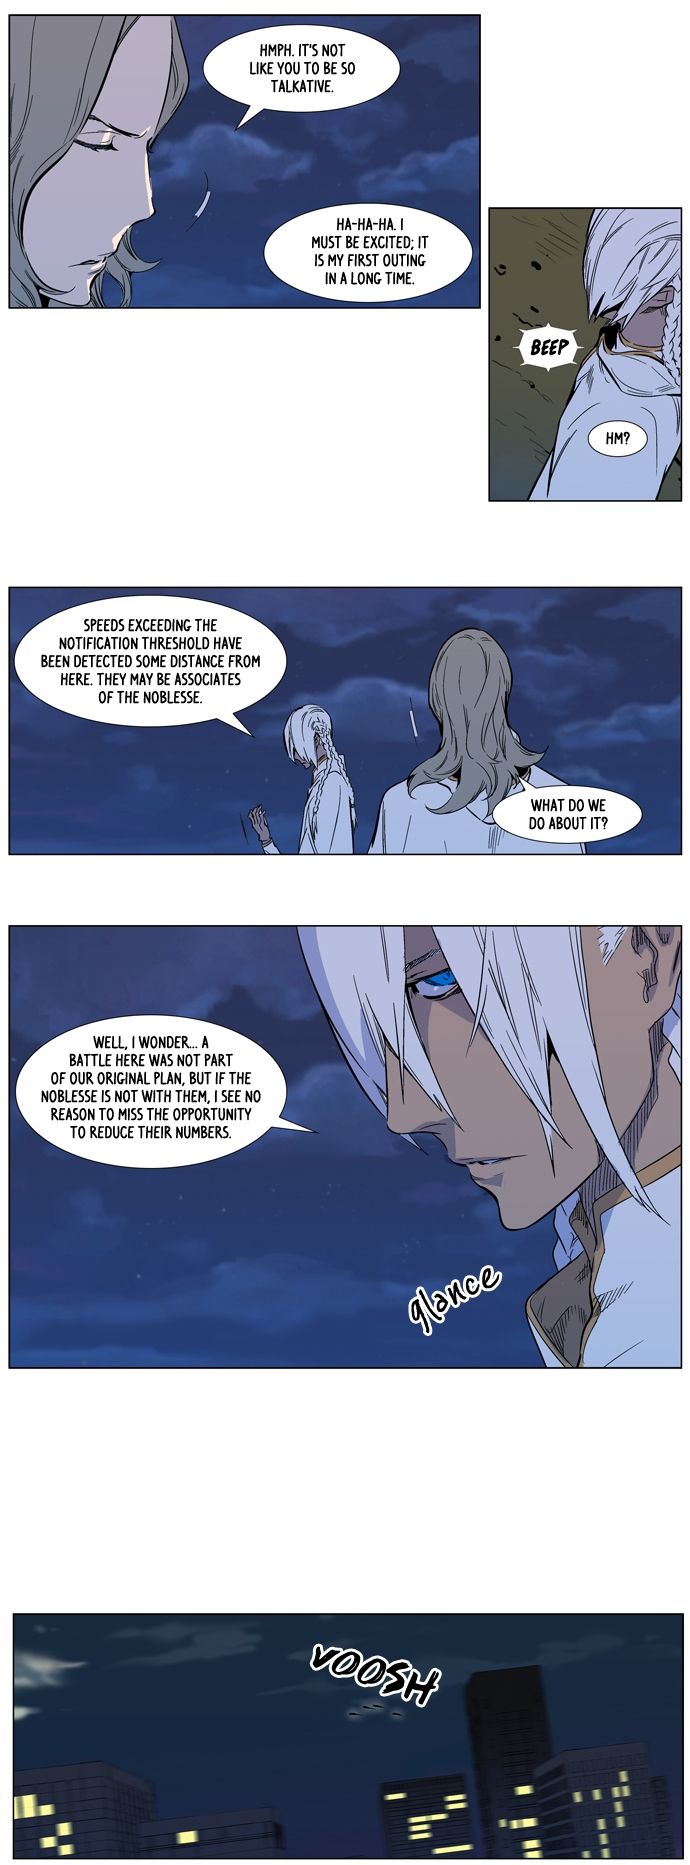 HMPH. IT'S NOT
LIKE YOU TO BE SO
TALKATIVE.
HA-HA-HA. I
MUST BE EXCITED; IT
IS MY FIRST OUTING
IN A LONG TIME.
BEEP
HM?
SPEEDS EXCEEDING THE
NOTIFICATION THRESHOLD HAVE
BEEN DETECTED SOME DISTANCE FROM
HERE. THEY MAY BE ASSOCIATES
OF THE NOBLESSE.
WHAT DO WE
DO ABOUT IT?
WELL, I WONDER... A
BATTLE HERE WAS NOT PART
OF OUR ORIGINAL PLAN, BUT IF THE
NOBLESSE IS NOT WITH THEM, I SEE NO
REASON TO MISS THE OPPORTUNITY
TO REDUCE THEIR NUMBERS.
glance
VOOSH